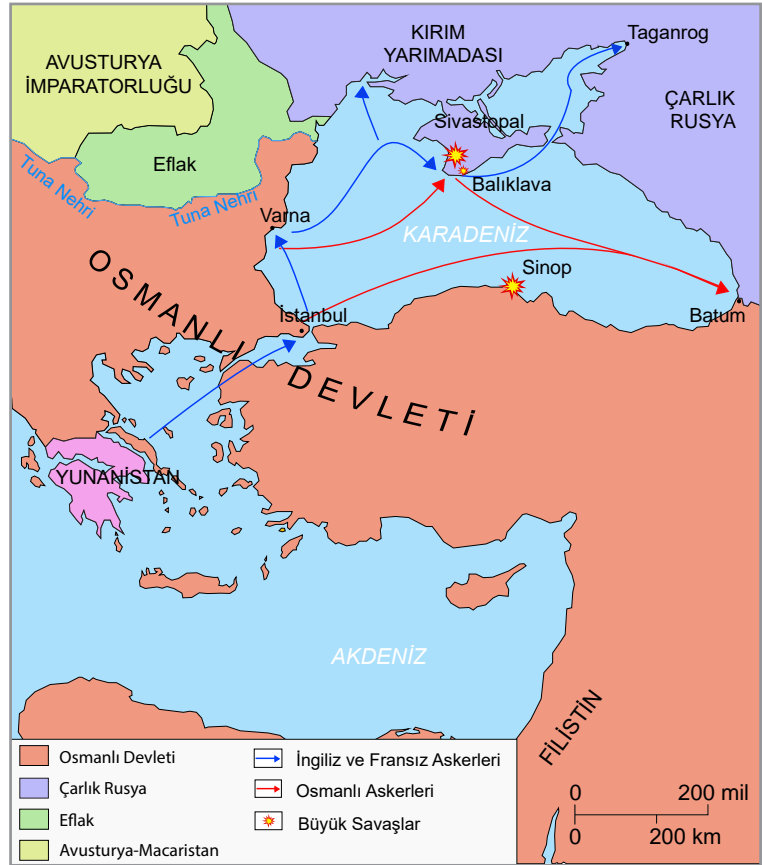 KIRIM
YARIMADASI
Taganrog
AVUSTURYA
İMPARATORLUĞU
ÇARLIK
RUSYA
Sivastopal
Eflak
Balıklava
Tuna Nehri
Tuna Nehri
Varna
KARADENİZ
Sinop
OSMANLI DEVLETİ
İstanbul
Batum
YUNANİSTAN
AKDENİZ
FİLİSTİN
Osmanlı Devleti
Çarlık Rusya
Eflak
Avusturya-Macaristan
İngiliz ve Fransız Askerleri
Osmanlı Askerleri
Büyük Savaşlar
0 200 mil
0 200 km